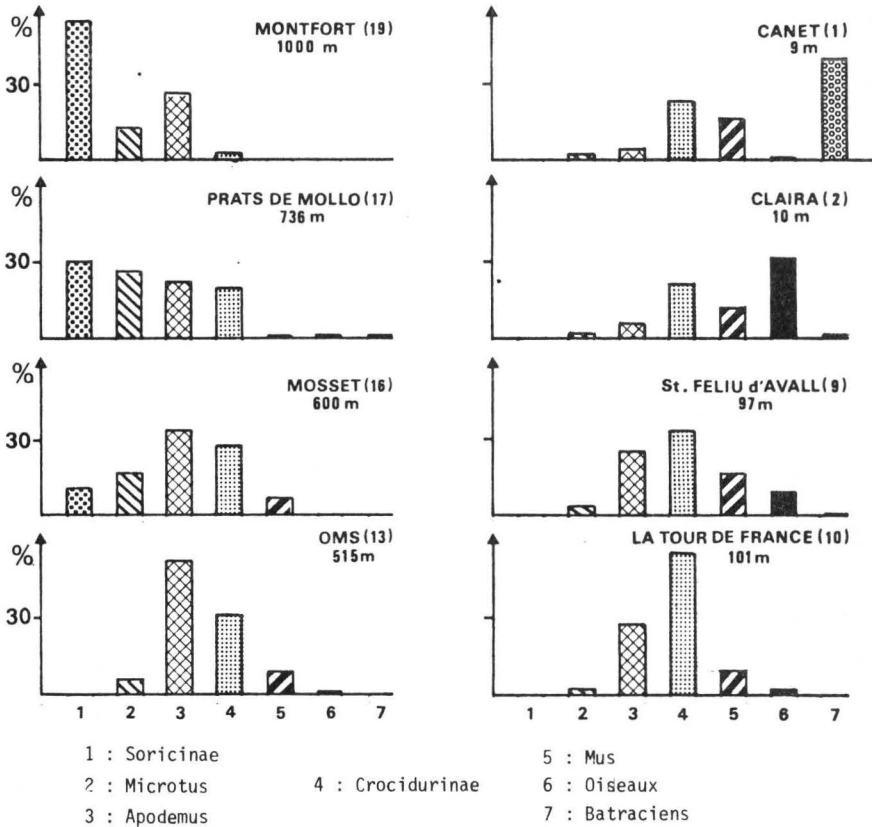 %
30
MONTFORT (19)
1000 m
30
CANET (1)
9 m
%
30
PRATS DE MOLLO (17)
736 m
CLAIRA (2)
10 m
%
30
MOSSET (16)
600 m
St. FELIU d'AVALL (9)
97 m
%
30
OMS (13)
515 m
LA TOUR DE FRANCE (10)
101 m
1 2 3 4 5 6 7
1 2 3 4 5 6 7
1 : Soricinae
2 : Microtus
3 : Apodemus
4 : Crocidurinae
5 : Mus
6 : Oiseaux
7 : Batraciens